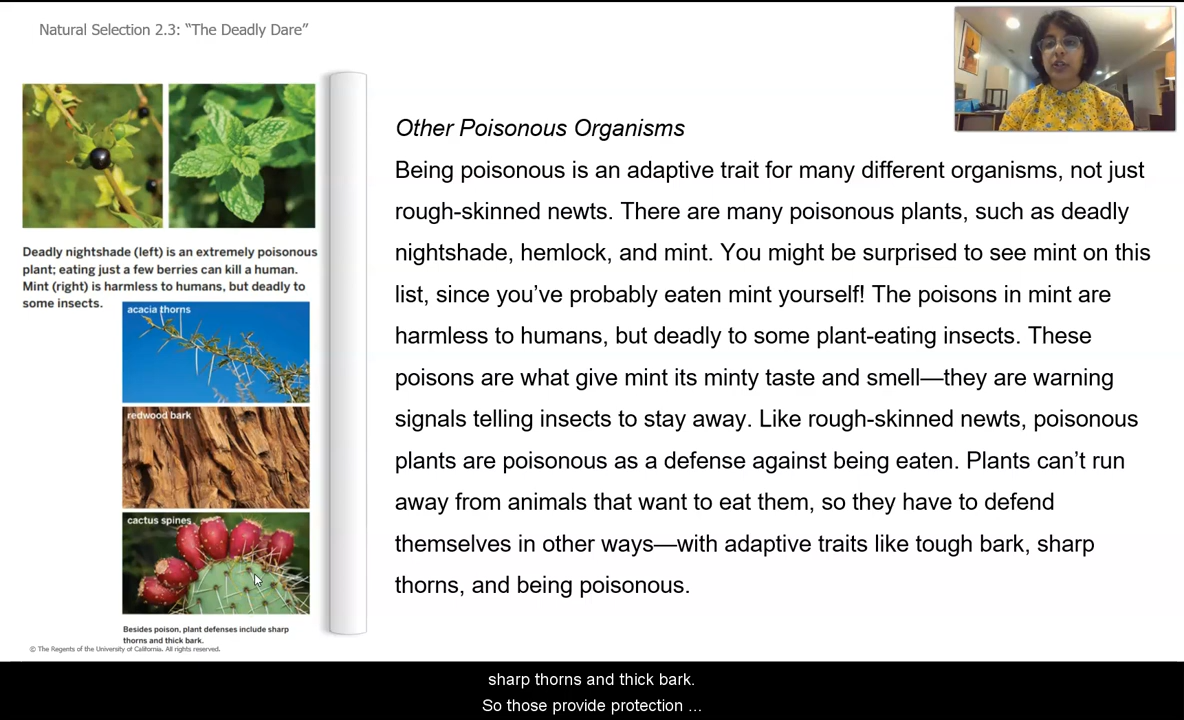 Natural Selection 2.3: “The Deadly Dare”
Deadly nightshade (left) is an extremely poisonous
plant; eating just a few berries can kill a human.
Mint (right) is harmless to humans, but deadly to
some insects.
acacia thorns
redwood bark
cactus spines
Besides poison, plant defenses include sharp
thorns and thick bark.
© The Regents of the University of California. All rights reserved.
Other Poisonous Organisms
Being poisonous is an adaptive trait for many different organisms, not just
rough-skinned newts. There are many poisonous plants, such as deadly
nightshade, hemlock, and mint. You might be surprised to see mint on this
list, since you’ve probably eaten mint yourself! The poisons in mint are
harmless to humans, but deadly to some plant-eating insects. These
poisons are what give mint its minty taste and smell—they are warning
signals telling insects to stay away. Like rough-skinned newts, poisonous
plants are poisonous as a defense against being eaten. Plants can’t run
away from animals that want to eat them, so they have to defend
themselves in other ways—with adaptive traits like tough bark, sharp
thorns, and being poisonous.
sharp thorns and thick bark.
So those provide protection ...